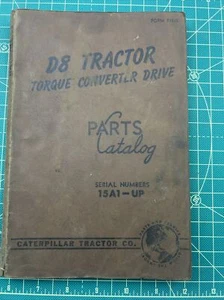 D8 TRACTOR
TORQUE CONVERTER DRIVE
PARTS
Catalog
SERIAL NUMBERS
15A1-UP
CATERPILLAR TRACTOR CO.